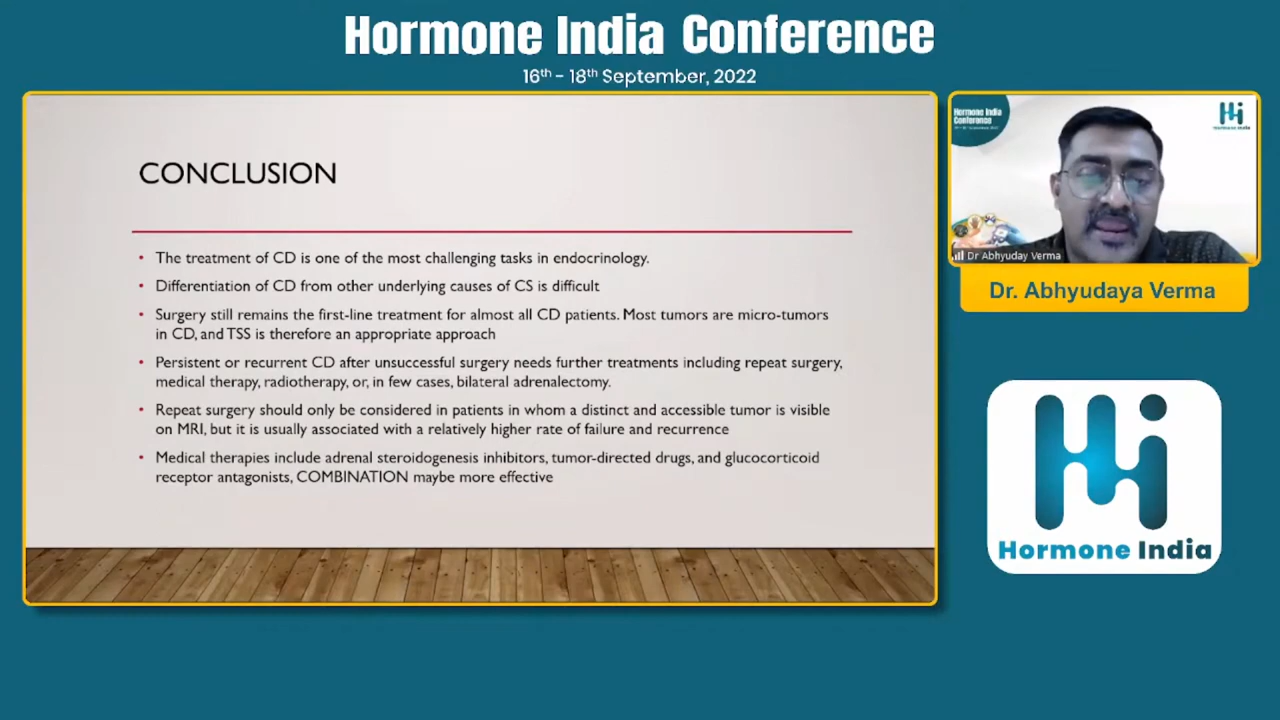 Hormone India Conference
16th - 18th September, 2022
CONCLUSION
• The treatment of CD is one of the most challenging tasks in endocrinology.
• Differentiation of CD from other underlying causes of CS is difficult
• Surgery still remains the first-line treatment for almost all CD patients. Most tumors are micro-tumors
in CD, and TSS is therefore an appropriate approach
• Persistent or recurrent CD after unsuccessful surgery needs further treatments including repeat surgery,
medical therapy, radiotherapy, or, in few cases, bilateral adrenalectomy.
• Repeat surgery should only be considered in patients in whom a distinct and accessible tumor is visible
on MRI, but it is usually associated with a relatively higher rate of failure and recurrence
• Medical therapies include adrenal steroidogenesis inhibitors, tumor-directed drugs, and glucocorticoid
receptor antagonists, COMBINATION maybe more effective
Hormone India
Conference
Hormone India
Dr Abhyuday Verma
Dr. Abhyudaya Verma
Hormone India